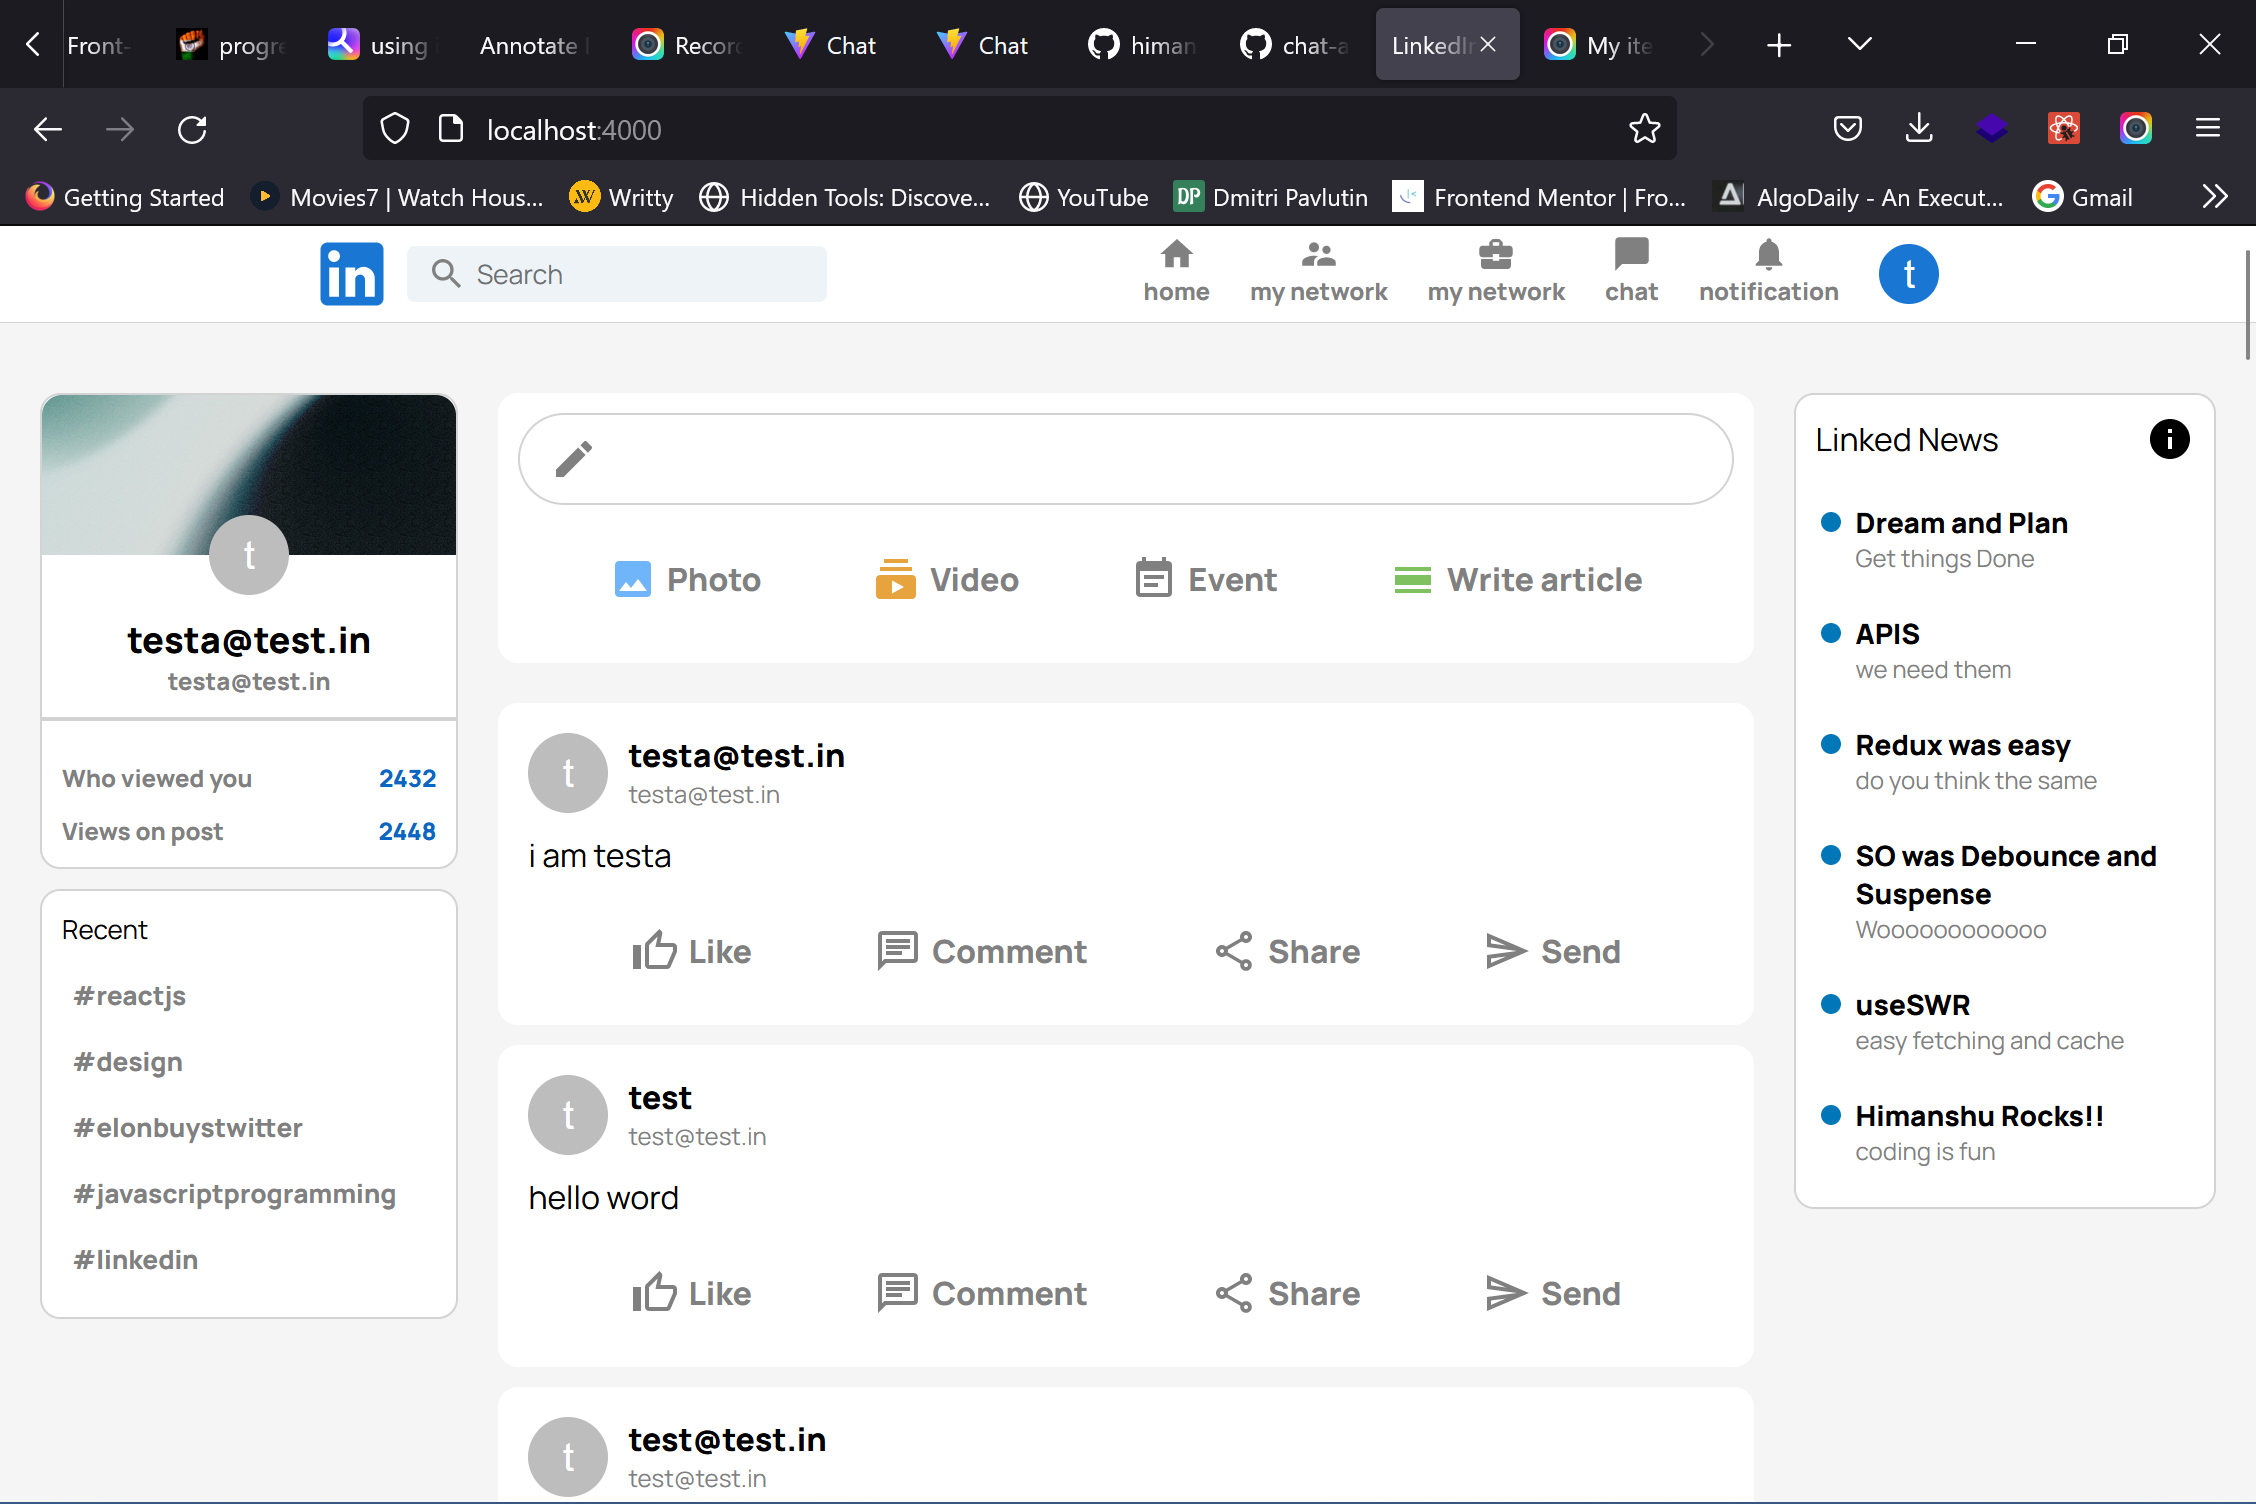 Front-
progre
using
Annotate
Record
Chat
Chat
himan
chat-a
LinkedIn
My ite
localhost:4000
Getting Started
Movies7 | Watch Hous...
Writty
Hidden Tools: Discove...
YouTube
DP
Dmitri Pavlutin
Frontend Mentor | Fro...
AlgoDaily - An Execut...
Gmail
in
Search
home
my network
my network
chat
notification
t
t
testa@test.in
testa@test.in
Who viewed you 2432
Views on post 2448
Recent
#reactjs
#design
#elonbuystwitter
#javascriptprogramming
#linkedin
Photo
Video
Event
Write article
t
testa@test.in
testa@test.in
i am testa
Like
Comment
Share
Send
t
test
test@test.in
hello word
Like
Comment
Share
Send
t
test@test.in
test@test.in
Linked News
Dream and Plan
Get things Done
APIS
we need them
Redux was easy
do you think the same
SO was Debounce and
Suspense
Woooooooooooo
useSWR
easy fetching and cache
Himanshu Rocks!!
coding is fun